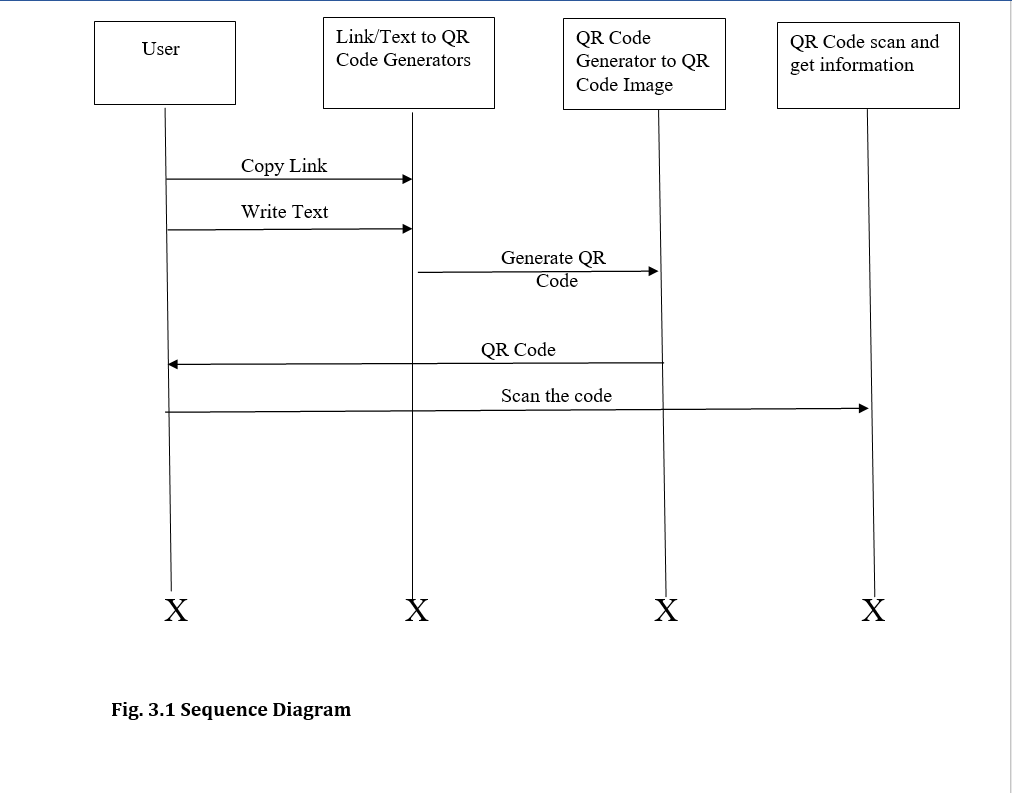 User
Link/Text to QR
Code Generators
QR Code
Generator to QR
Code Image
QR Code scan and
get information
Copy Link
Write Text
Generate QR
Code
QR Code
Scan the code
X
X
X
X
Fig. 3.1 Sequence Diagram